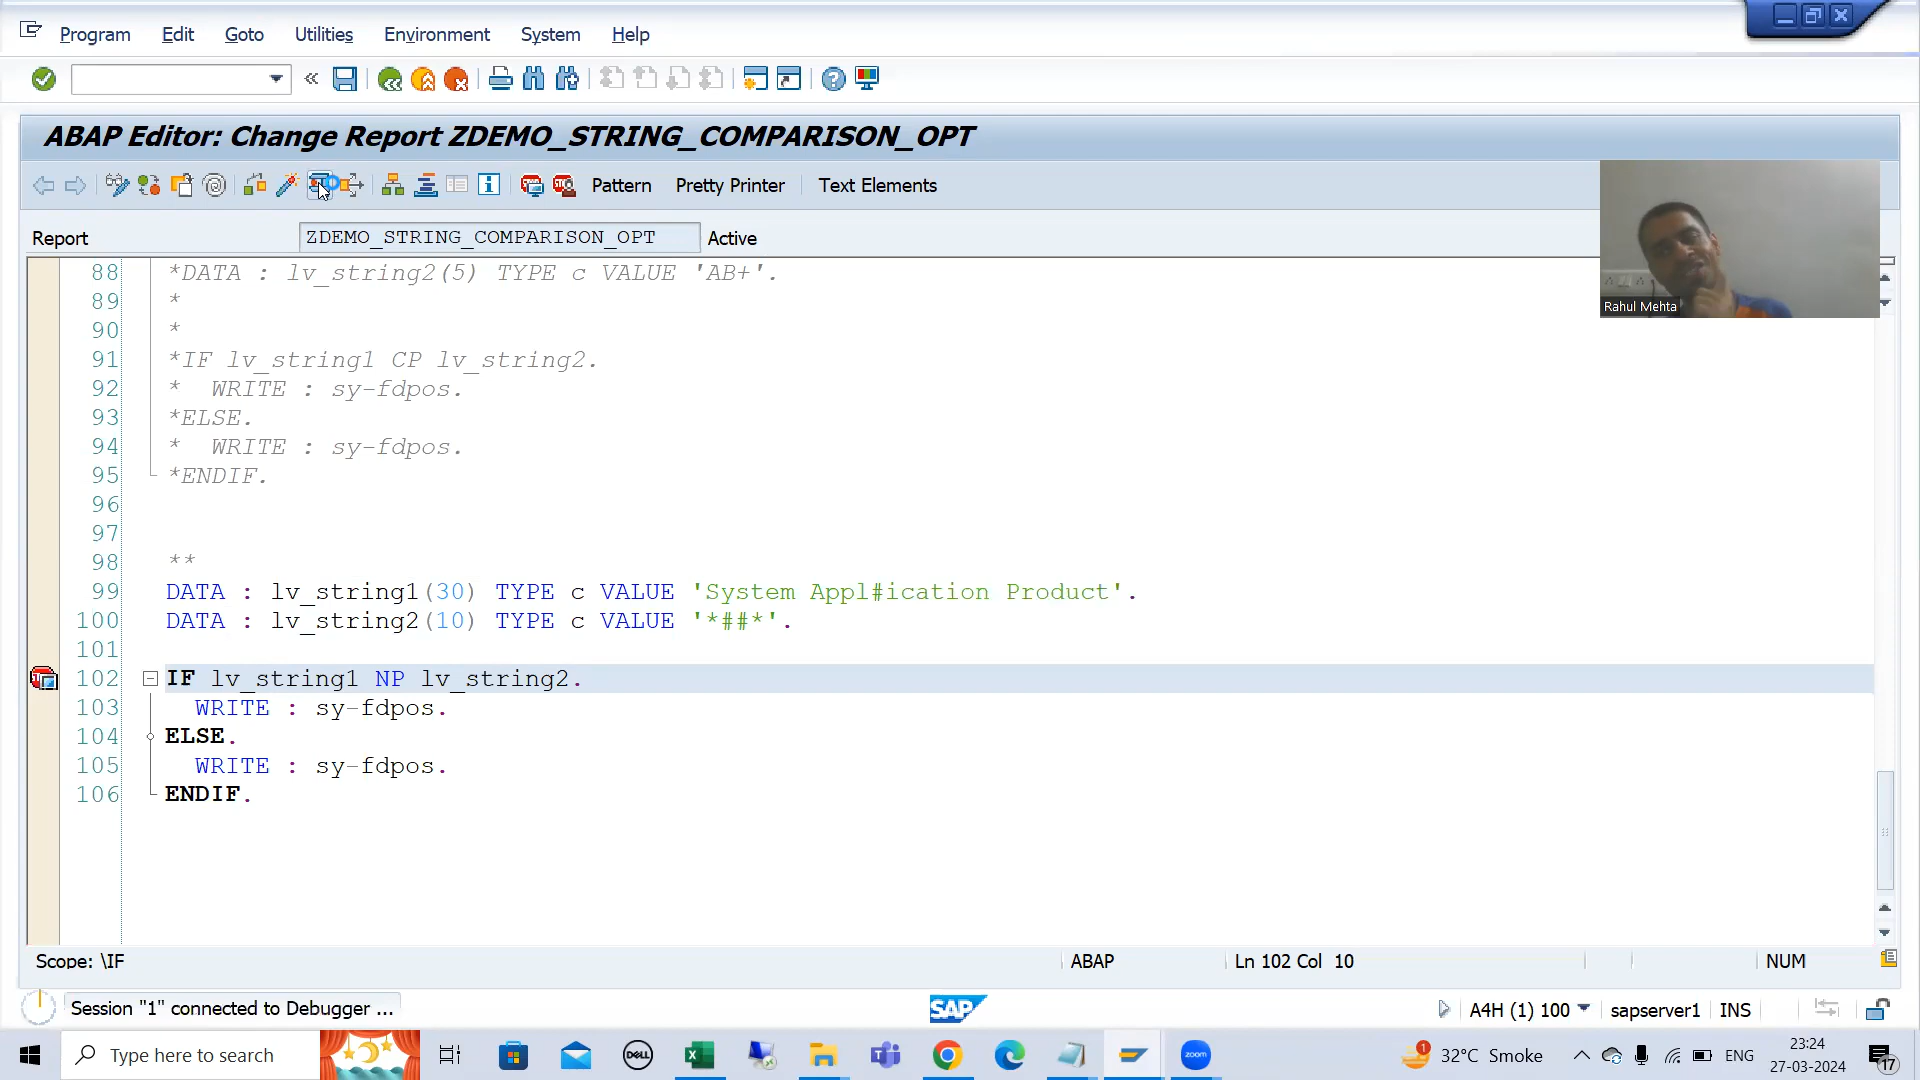 Program Edit Goto Utilities Environment System Help
ABAP Editor: Change Report ZDEMO_STRING_COMPARISON_OPT
Pattern Pretty Printer Text Elements
Report ZDEMO_STRING_COMPARISON_OPT Active
Rahul Mehta
88 *DATA : lv_string2(5) TYPE c VALUE 'AB+'.
89 *
90 *
91 *IF lv_string1 CP lv_string2.
92 *  WRITE : sy-fdpos.
93 *ELSE.
94 *  WRITE : sy-fdpos.
95 *ENDIF.
96
97
98 **
99 DATA : lv_string1(30) TYPE c VALUE 'System Appl#ication Product'.
100 DATA : lv_string2(10) TYPE c VALUE '*##*'.
101
102 IF lv_string1 NP lv_string2.
103   WRITE : sy-fdpos.
104 ELSE.
105   WRITE : sy-fdpos.
106 ENDIF.
Scope: \IF ABAP Ln 102 Col 10 NUM
Session "1" connected to Debugger ... SAP A4H (1) 100 sapserver1 INS
Type here to search DELL zoom 1 32°C Smoke ENG 23:24
27-03-2024 17